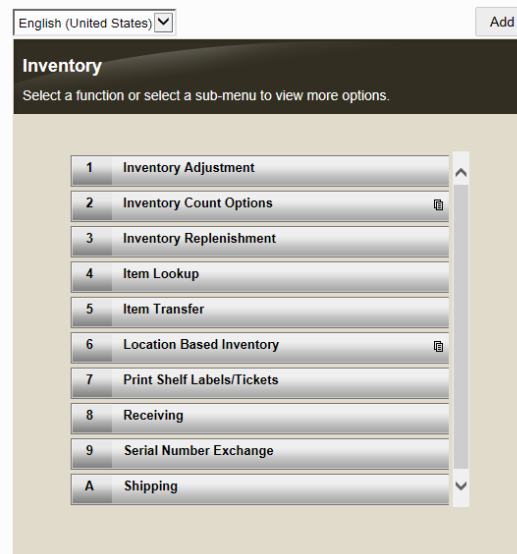 English (United States)
Add
Inventory
Select a function or select a sub-menu to view more options.
1 Inventory Adjustment
2 Inventory Count Options
3 Inventory Replenishment
4 Item Lookup
5 Item Transfer
6 Location Based Inventory
7 Print Shelf Labels/Tickets
8 Receiving
9 Serial Number Exchange
A Shipping